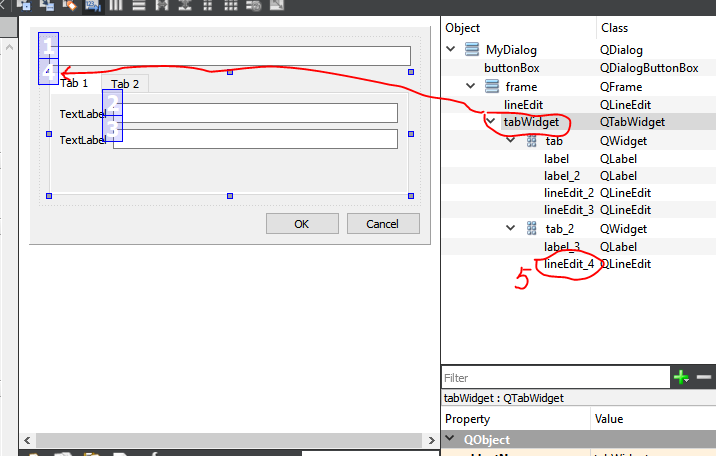 1
4
Tab 1
Tab 2
2
TextLabel
3
TextLabel
OK
Cancel
Object
Class
MyDialog
QDialog
buttonBox
QDialogButtonBox
frame
QFrame
lineEdit
QLineEdit
tabWidget
QTabWidget
tab
QWidget
label
QLabel
label_2
QLabel
lineEdit_2
QLineEdit
lineEdit_3
QLineEdit
tab_2
QWidget
label_3
QLabel
5
lineEdit_4
QLineEdit
Filter
tabWidget : QTabWidget
Property
Value
QObject